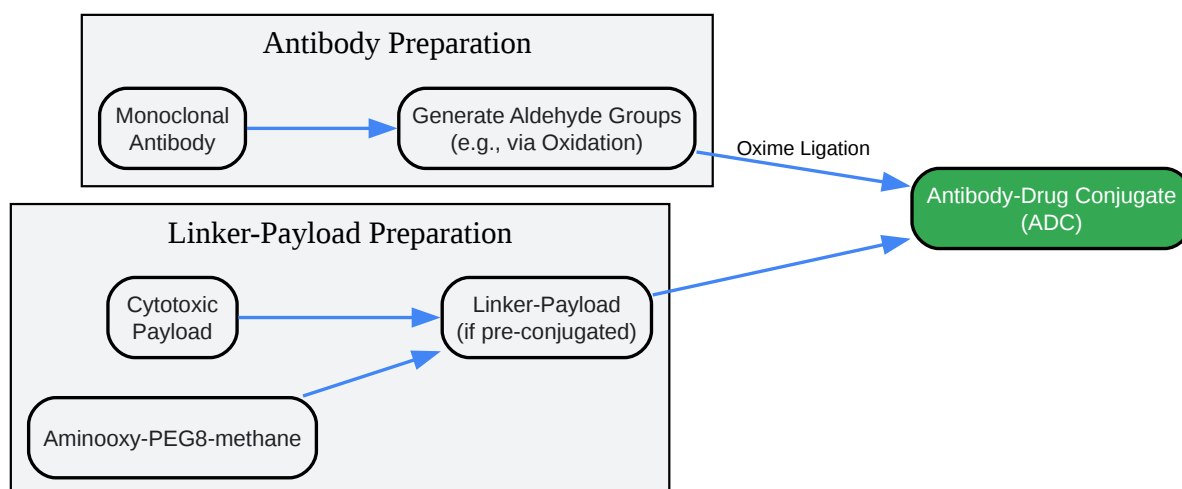 Antibody Preparation
Monoclonal
Antibody
Generate Aldehyde Groups
(e.g., via Oxidation)
Oxime Ligation
Antibody-Drug Conjugate
(ADC)
Linker-Payload Preparation
Cytotoxic
Payload
Linker-Payload
(if pre-conjugated)
Aminooxy-PEG8-methane